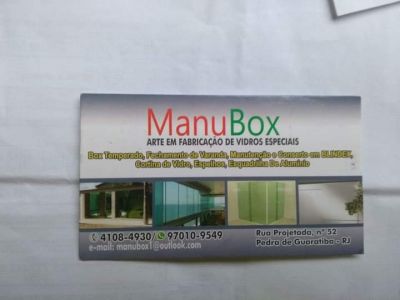 ManuBox
ARTE EM FABRICAÇÃO DE VIDROS ESPECIAIS
Box Temperado, Fechamento de Varanda, Manutenção e Conserto em BLINDEX,
Cortina de Vidro, Espelhos, Esquadrilha De Alumínio
4108-4930/ 97010-9549
e-mail: manubox1@outlook.com
Rua Projetada, nº 52
Pedra de Guaratiba - RJ